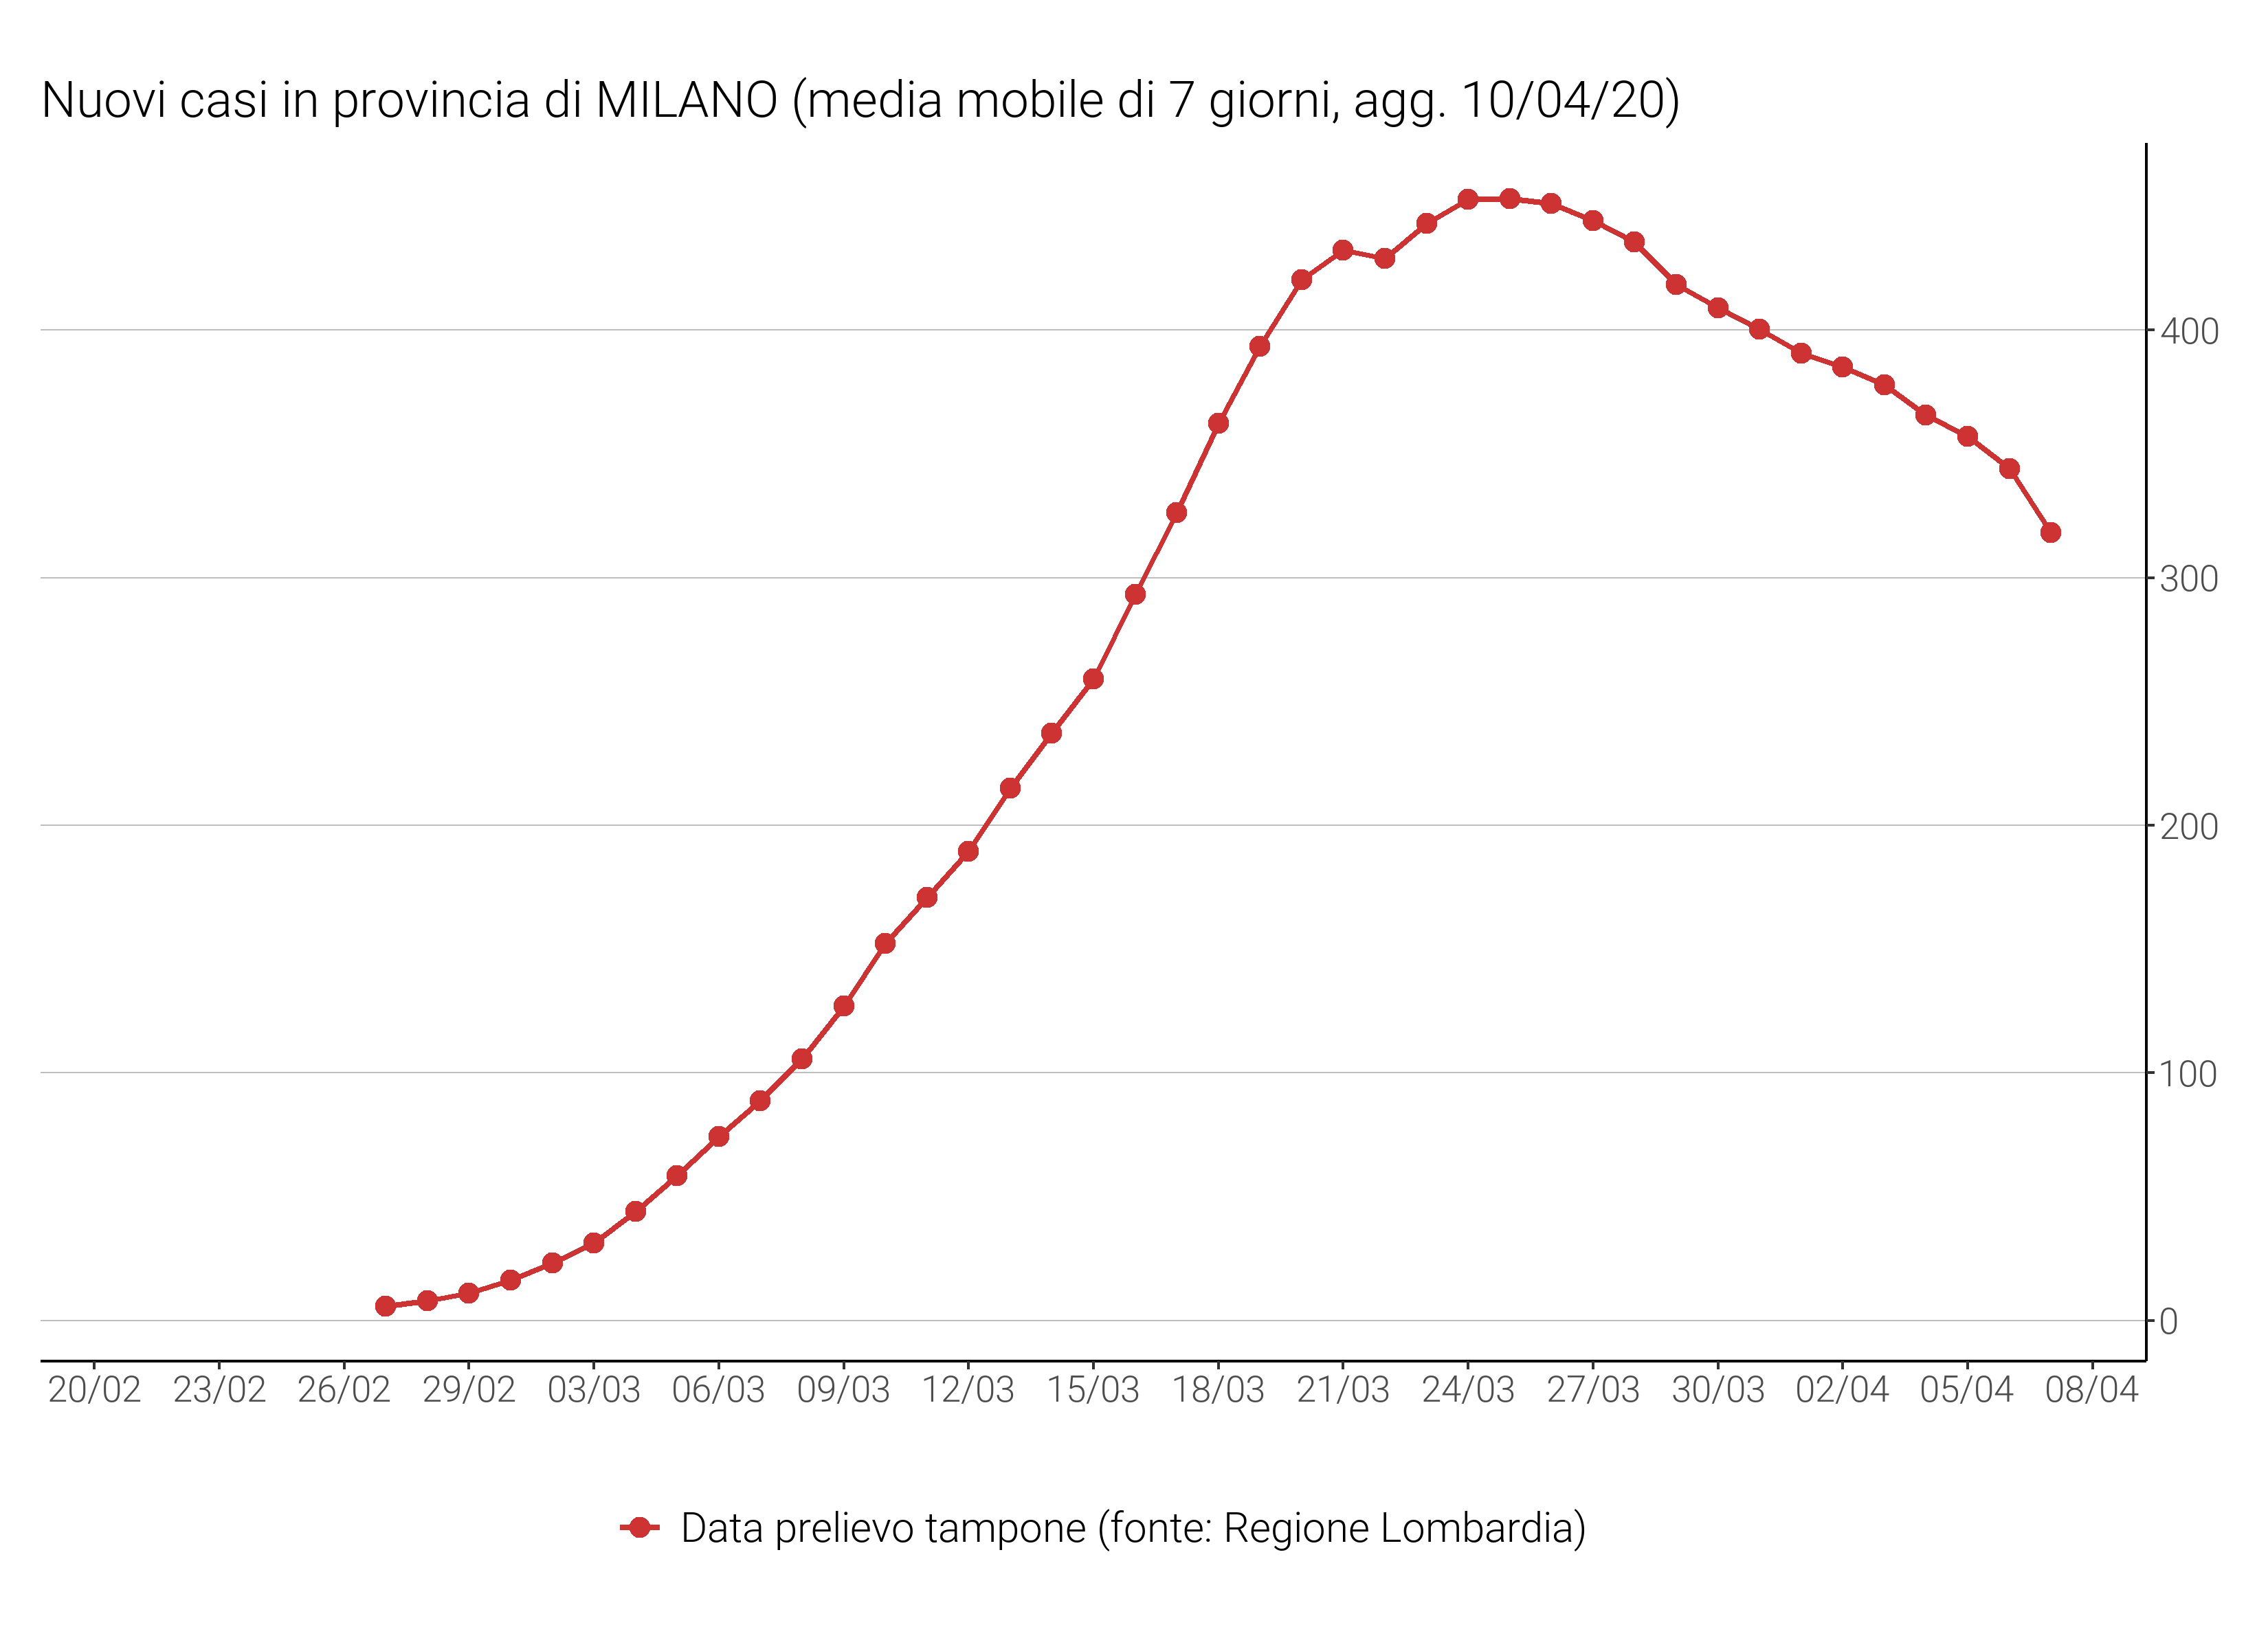 Nuovi casi in provincia di MILANO (media mobile di 7 giorni, agg. 10/04/20)
400
300
200
100
0
20/02 23/02 26/02 29/02 03/03 06/03 09/03 12/03 15/03 18/03 21/03 24/03 27/03 30/03 02/04 05/04 08/04
Data prelievo tampone (fonte: Regione Lombardia)